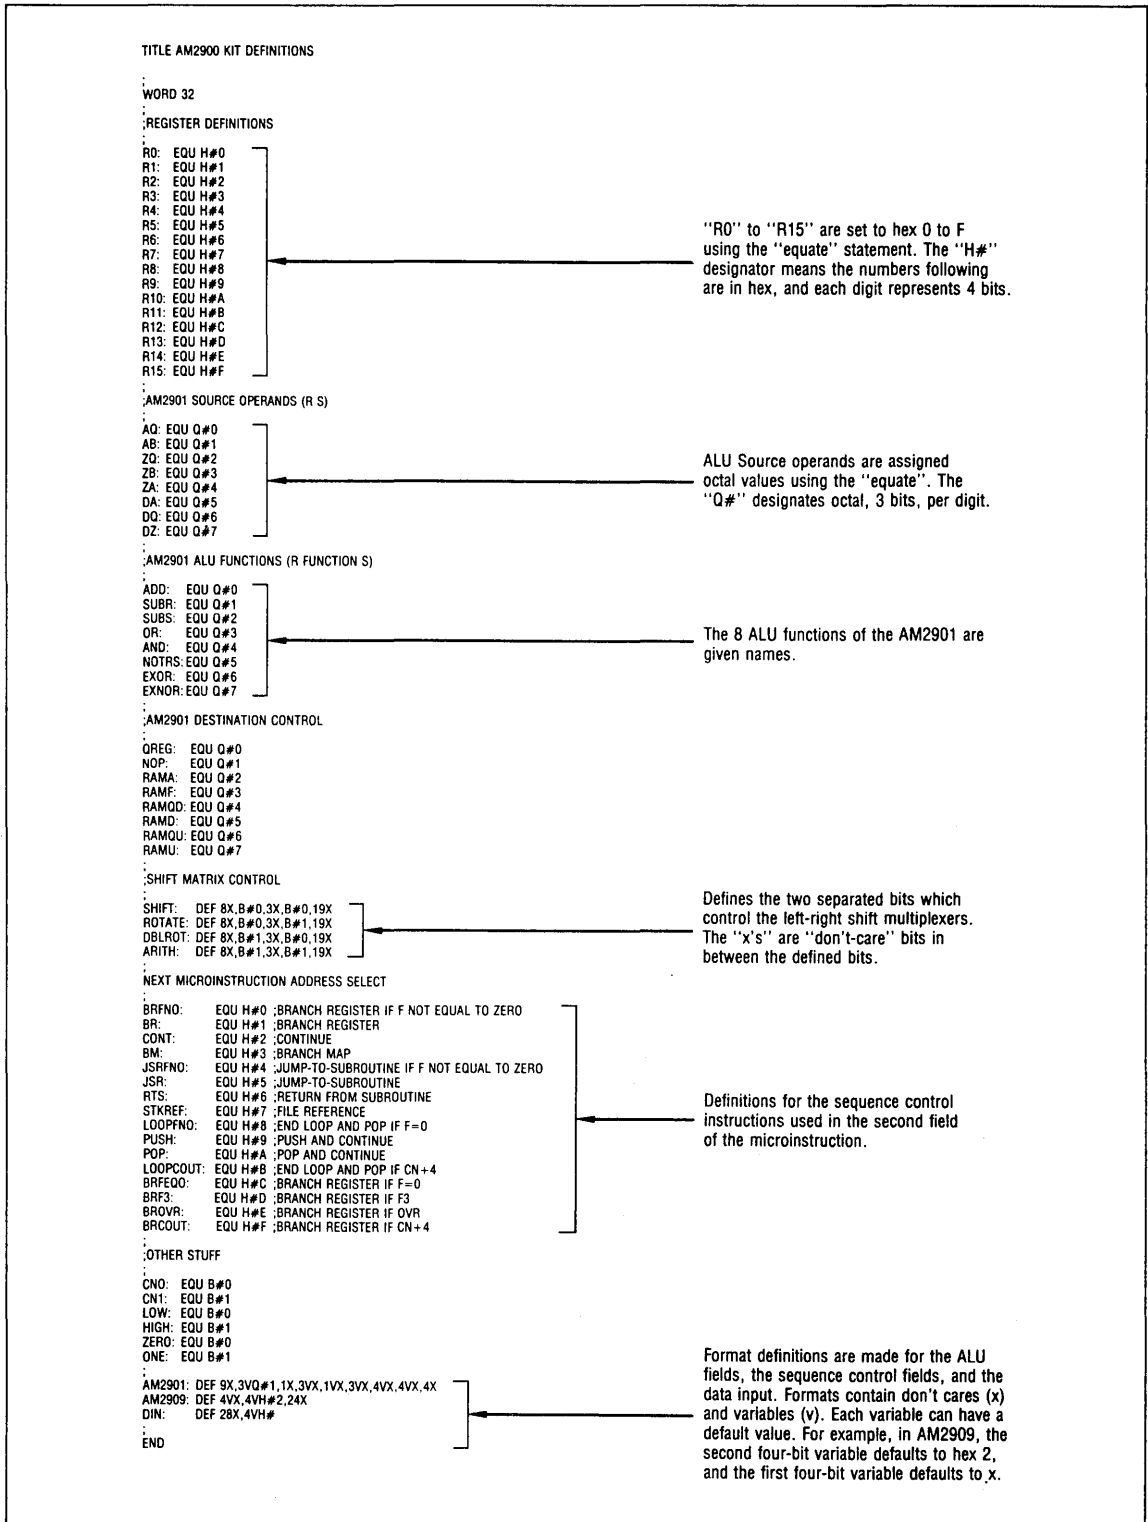 TITLE AM2900 KIT DEFINITIONS
;
WORD 32
;
;REGISTER DEFINITIONS
;
R0: EQU H#0
R1: EQU H#1
R2: EQU H#2
R3: EQU H#3
R4: EQU H#4
R5: EQU H#5
R6: EQU H#6
R7: EQU H#7
R8: EQU H#8
R9: EQU H#9
R10: EQU H#A
R11: EQU H#B
R12: EQU H#C
R13: EQU H#D
R14: EQU H#E
R15: EQU H#F
"R0" to "R15" are set to hex 0 to F
using the "equate" statement. The "H#"
designator means the numbers following
are in hex, and each digit represents 4 bits.
;
;AM2901 SOURCE OPERANDS (R S)
;
AQ: EQU Q#0
AB: EQU Q#1
ZQ: EQU Q#2
ZB: EQU Q#3
ZA: EQU Q#4
DA: EQU Q#5
DQ: EQU Q#6
DZ: EQU Q#7
ALU Source operands are assigned
octal values using the "equate". The
"Q#" designates octal, 3 bits, per digit.
;
;AM2901 ALU FUNCTIONS (R FUNCTION S)
;
ADD: EQU Q#0
SUBR: EQU Q#1
SUBS: EQU Q#2
OR: EQU Q#3
AND: EQU Q#4
NOTRS: EQU Q#5
EXOR: EQU Q#6
EXNOR: EQU Q#7
The 8 ALU functions of the AM2901 are
given names.
;
;AM2901 DESTINATION CONTROL
;
QREG: EQU Q#0
NOP: EQU Q#1
RAMA: EQU Q#2
RAMF: EQU Q#3
RAMQD: EQU Q#4
RAMD: EQU Q#5
RAMQU: EQU Q#6
RAMU: EQU Q#7
;
;SHIFT MATRIX CONTROL
;
SHIFT: DEF 8X,B#0,3X,B#0,19X
ROTATE: DEF 8X,B#0,3X,B#1,19X
DBLROT: DEF 8X,B#1,3X,B#0,19X
ARITH: DEF 8X,B#1,3X,B#1,19X
Defines the two separated bits which
control the left-right shift multiplexers.
The "x's" are "don't-care" bits in
between the defined bits.
;
NEXT MICROINSTRUCTION ADDRESS SELECT
;
BRFNO: EQU H#0 ;BRANCH REGISTER IF F NOT EQUAL TO ZERO
BR: EQU H#1 ;BRANCH REGISTER
CONT: EQU H#2 ;CONTINUE
BM: EQU H#3 ;BRANCH MAP
JSRFNO: EQU H#4 ;JUMP-TO-SUBROUTINE IF F NOT EQUAL TO ZERO
JSR: EQU H#5 ;JUMP-TO-SUBROUTINE
RTS: EQU H#6 ;RETURN FROM SUBROUTINE
STKREF: EQU H#7 ;FILE REFERENCE
LOOPFNO: EQU H#8 ;END LOOP AND POP IF F=0
PUSH: EQU H#9 ;PUSH AND CONTINUE
POP: EQU H#A ;POP AND CONTINUE
LOOPCOUT: EQU H#B ;END LOOP AND POP IF CN+4
BRFEQO: EQU H#C ;BRANCH REGISTER IF F=0
BRF3: EQU H#D ;BRANCH REGISTER IF F3
BROVR: EQU H#E ;BRANCH REGISTER IF OVR
BRCOUT: EQU H#F ;BRANCH REGISTER IF CN+4
Definitions for the sequence control
instructions used in the second field
of the microinstruction.
;
;OTHER STUFF
;
CNO: EQU B#0
CN1: EQU B#1
LOW: EQU B#0
HIGH: EQU B#1
ZERO: EQU B#0
ONE: EQU B#1
;
AM2901: DEF 9X,3VQ#1,1X,3VX,1VX,3VX,4VX,4VX,4X
AM2909: DEF 4VX,4VH#2,24X
DIN: DEF 28X,4VH#
;
END
Format definitions are made for the ALU
fields, the sequence control fields, and the
data input. Formats contain don't cares (x)
and variables (v). Each variable can have a
default value. For example, in AM2909, the
second four-bit variable defaults to hex 2,
and the first four-bit variable defaults to x.